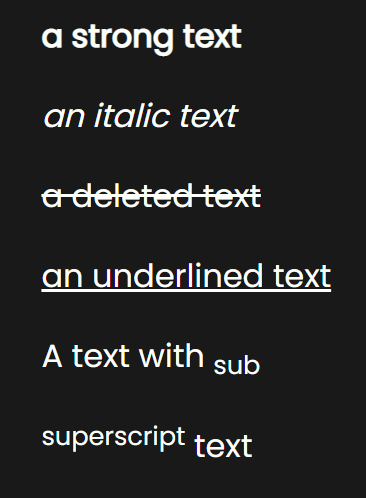 a strong text
an italic text
a deleted text
an underlined text
A text with sub
superscript text